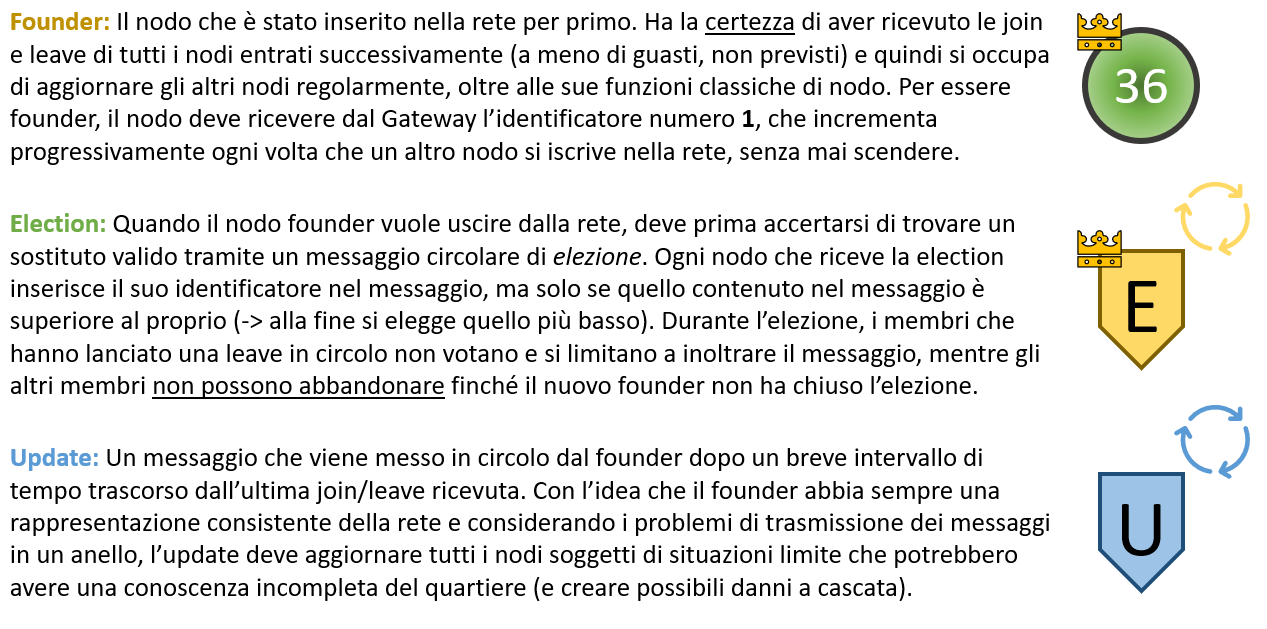 Founder: Il nodo che è stato inserito nella rete per primo. Ha la certezza di aver ricevuto le join
e leave di tutti i nodi entrati successivamente (a meno di guasti, non previsti) e quindi si occupa
di aggiornare gli altri nodi regolarmente, oltre alle sue funzioni classiche di nodo. Per essere
founder, il nodo deve ricevere dal Gateway l’identificatore numero 1, che incrementa
progressivamente ogni volta che un altro nodo si iscrive nella rete, senza mai scendere.
36
Election: Quando il nodo founder vuole uscire dalla rete, deve prima accertarsi di trovare un
sostituto valido tramite un messaggio circolare di elezione. Ogni nodo che riceve la election
inserisce il suo identificatore nel messaggio, ma solo se quello contenuto nel messaggio è
superiore al proprio (-> alla fine si elegge quello più basso). Durante l’elezione, i membri che
hanno lanciato una leave in circolo non votano e si limitano a inoltrare il messaggio, mentre gli
altri membri non possono abbandonare finché il nuovo founder non ha chiuso l’elezione.
E
Update: Un messaggio che viene messo in circolo dal founder dopo un breve intervallo di
tempo trascorso dall’ultima join/leave ricevuta. Con l’idea che il founder abbia sempre una
rappresentazione consistente della rete e considerando i problemi di trasmissione dei messaggi
in un anello, l’update deve aggiornare tutti i nodi soggetti di situazioni limite che potrebbero
avere una conoscenza incompleta del quartiere (e creare possibili danni a cascata).
U